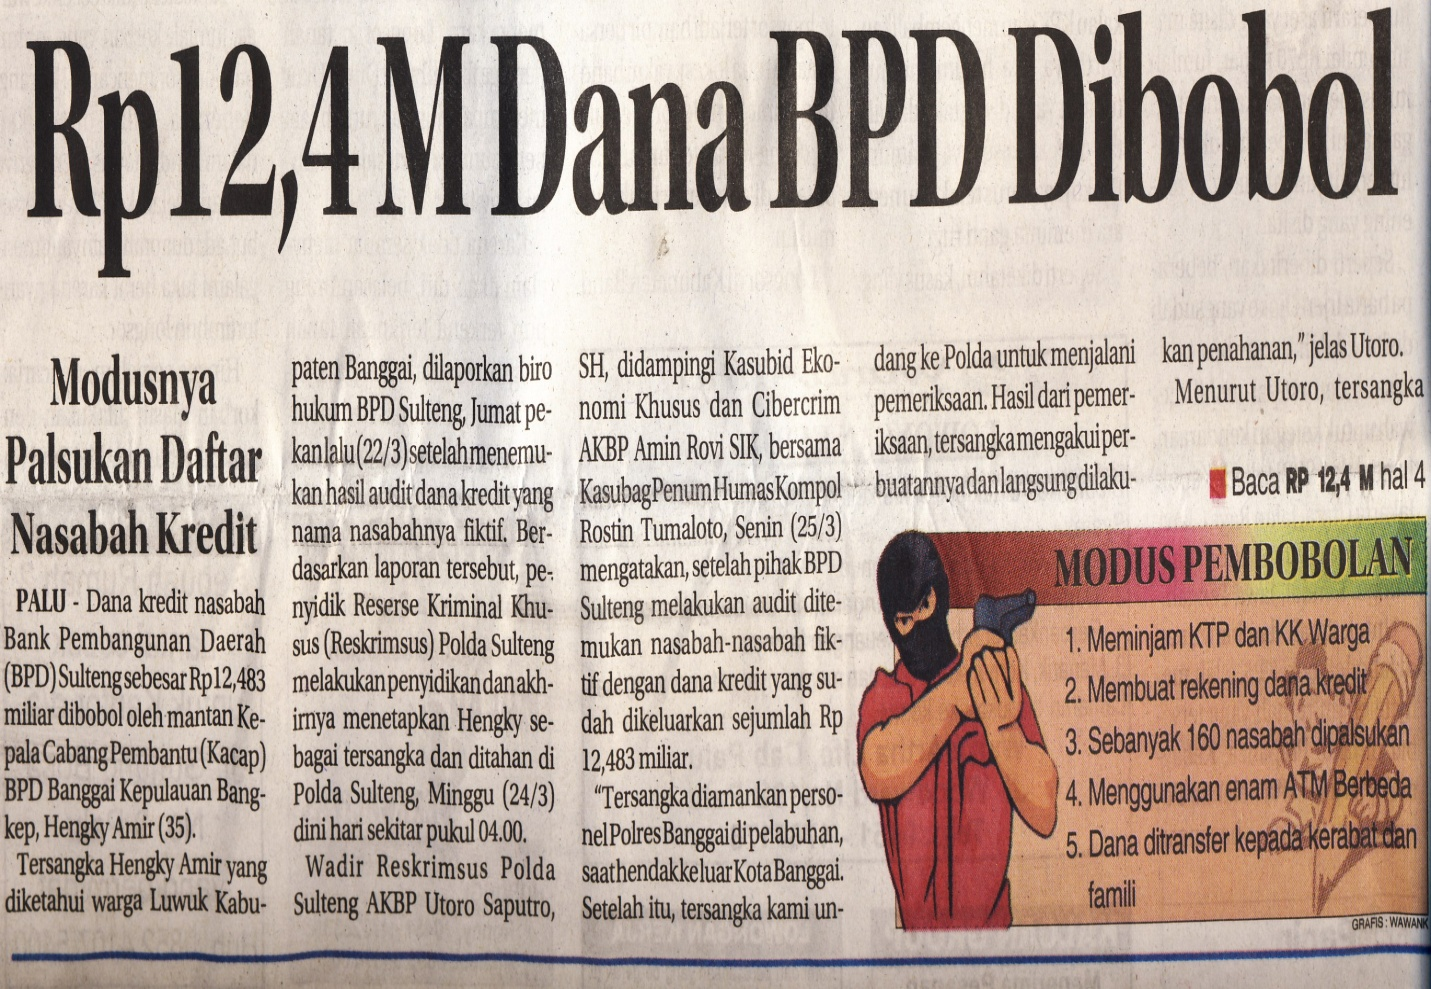 Rp12,4 M Dana BPD Dibobol
Modusnya
Palsukan Daftar
Nasabah Kredit
PALU - Dana kredit nasabah
Bank Pembangunan Daerah
(BPD) Sulteng sebesar Rp12,483
miliar dibobol oleh mantan Ke-
pala Cabang Pembantu (Kacap)
BPD Banggai Kepulauan Bang-
kep, Hengky Amir (35).
Tersangka Hengky Amir yang
diketahui warga Luwuk Kabu-
paten Banggai, dilaporkan biro
hukum BPD Sulteng, Jumat pe-
kan lalu (22/3) setelah menemu-
kan hasil audit dana kredit yang
nama nasabahnya fiktif. Ber-
dasarkan laporan tersebut, pe-
nyidik Reserse Kriminal Khu-
sus (Reskrimsus) Polda Sulteng
melakukan penyidikan dan akh-
irnya menetapkan Hengky se-
bagai tersangka dan ditahan di
Polda Sulteng, Minggu (24/3)
dini hari sekitar pukul 04.00.
Wadir Reskrimsus Polda
Sulteng AKBP Utoro Saputro,
SH, didampingi Kasubid Eko-
nomi Khusus dan Cibercrim
AKBP Amin Rovi SIK, bersama
Kasubag Penum Humas Kompol
Rostin Tumaloto, Senin (25/3)
mengatakan, setelah pihak BPD
Sulteng melakukan audit dite-
mukan nasabah-nasabah fik-
tif dengan dana kredit yang su-
dah dikeluarkan sejumlah Rp
12,483 miliar.
"Tersangka diamankan perso-
nel Polres Banggai di pelabuhan,
saat hendak keluar Kota Banggai.
Setelah itu, tersangka kami un-
dang ke Polda untuk menjalani
pemeriksaan. Hasil dari pemer-
iksaan, tersangka mengakui per-
buatannya dan langsung dilaku-
kan penahanan," jelas Utoro.
Menurut Utoro, tersangka
Baca RP 12,4 M hal 4
MODUS PEMBOBOLAN
1. Meminjam KTP dan KK Warga
2. Membuat rekening dana kredit
3. Sebanyak 160 nasabah dipalsukan
4. Menggunakan enam ATM Berbeda
5. Dana ditransfer kepada kerabat dan
famili
GRAFIS : WAWANK